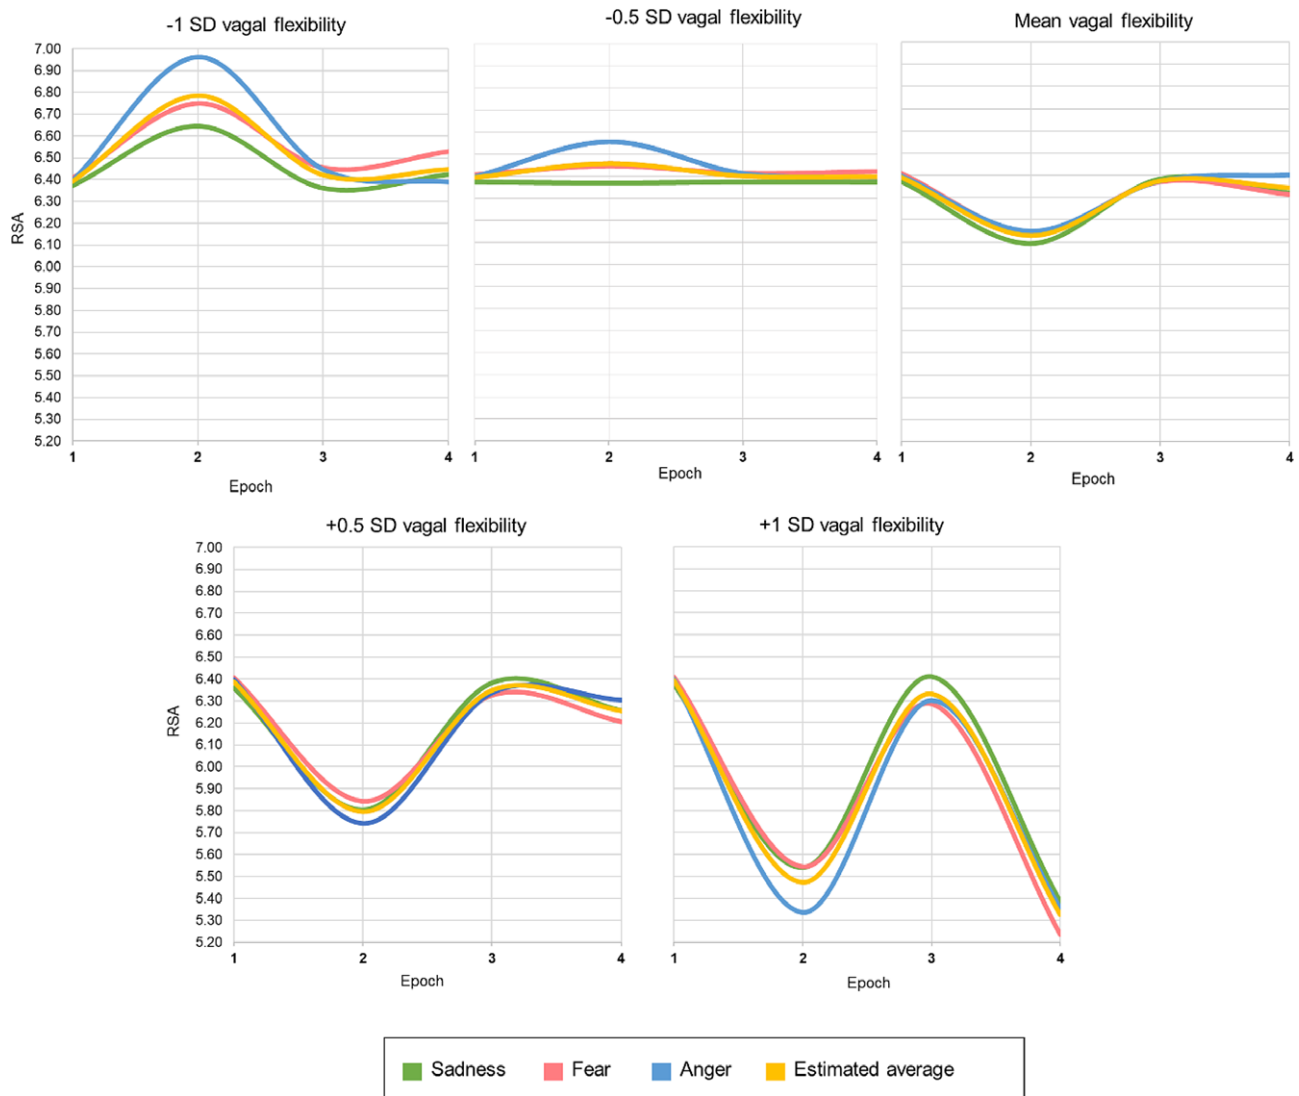 -1 SD vagal flexibility
-0.5 SD vagal flexibility
Mean vagal flexibility
7.00
6.90
6.80
6.70
6.60
6.50
6.40
6.30
6.20
6.10
6.00
5.90
5.80
5.70
5.60
5.50
5.40
5.30
5.20
RSA
1 2 3 4
Epoch
1 2 3 4
Epoch
1 2 3 4
Epoch
+0.5 SD vagal flexibility
+1 SD vagal flexibility
7.00
6.90
6.80
6.70
6.60
6.50
6.40
6.30
6.20
6.10
6.00
5.90
5.80
5.70
5.60
5.50
5.40
5.30
5.20
RSA
1 2 3 4
Epoch
1 2 3 4
Epoch
Sadness Fear Anger Estimated average